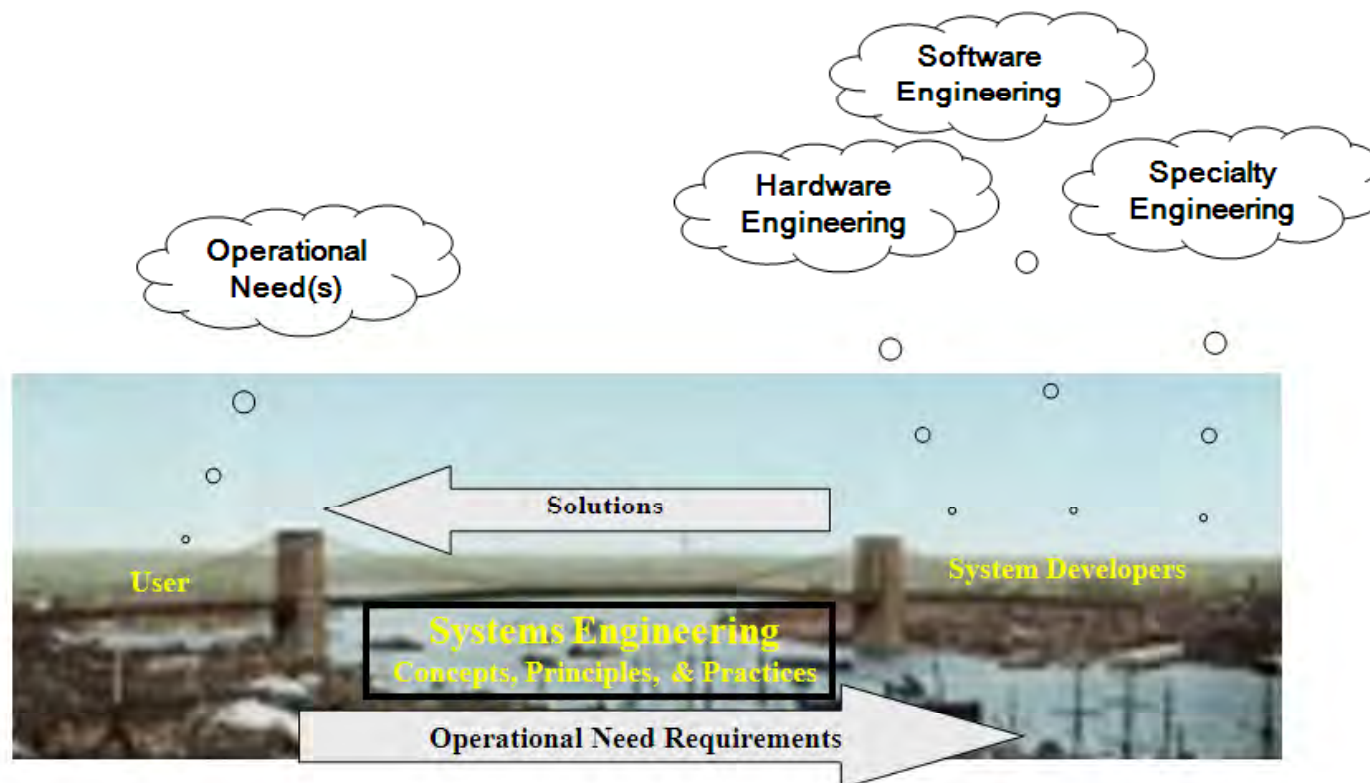 Software
Engineering
Hardware
Engineering
Specialty
Engineering
Operational
Need(s)
Solutions
User
System Developers
Systems Engineering
Concepts, Principles, & Practices
Operational Need Requirements